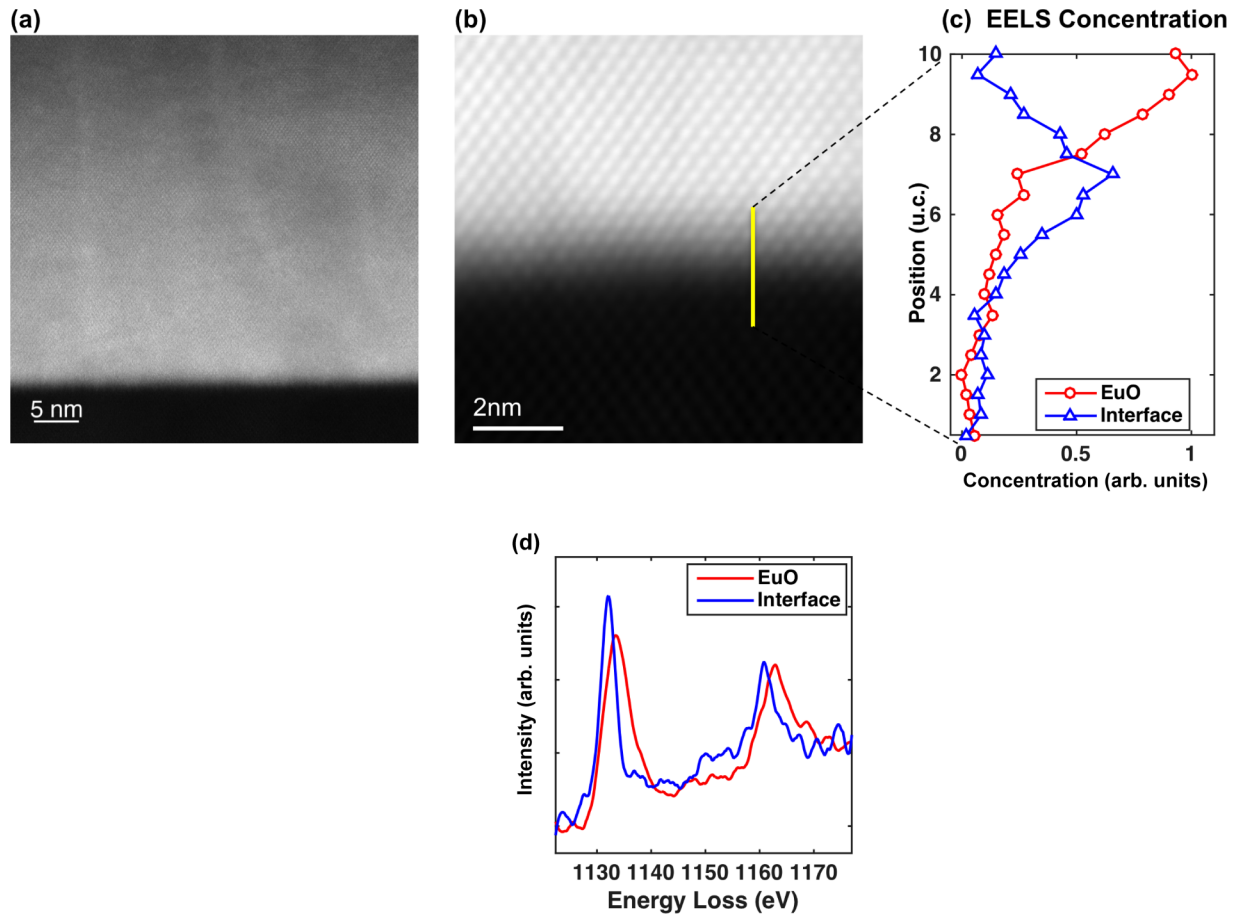 (a)
(b)
(c) EELS Concentration
5 nm
2nm
10
8
6
4
2
Position (u.c.)
EuO
Interface
0 0.5 1
Concentration (arb. units)
(d)
EuO
Interface
Intensity (arb. units)
1130 1140 1150 1160 1170
Energy Loss (eV)